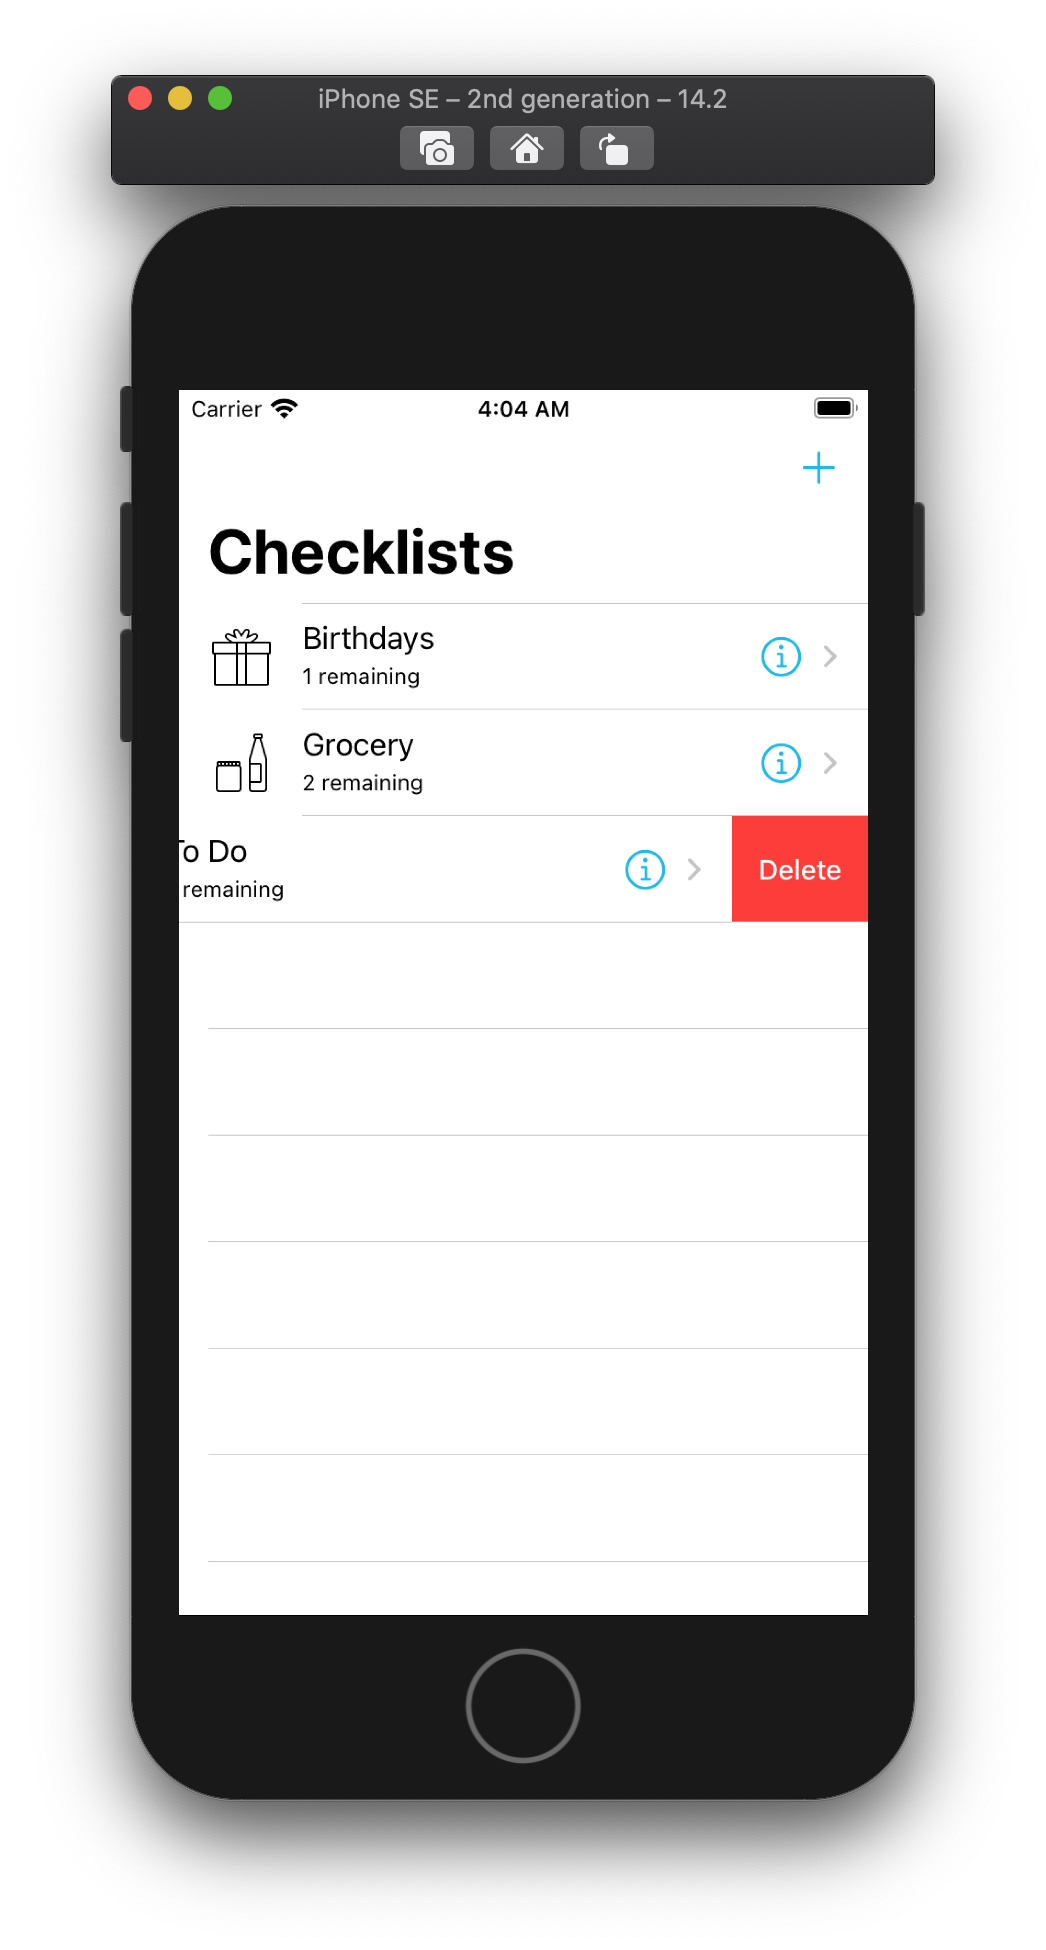 iPhone SE – 2nd generation – 14.2
Carrier
4:04 AM
Checklists
Birthdays
1 remaining
Grocery
2 remaining
To Do
remaining
Delete